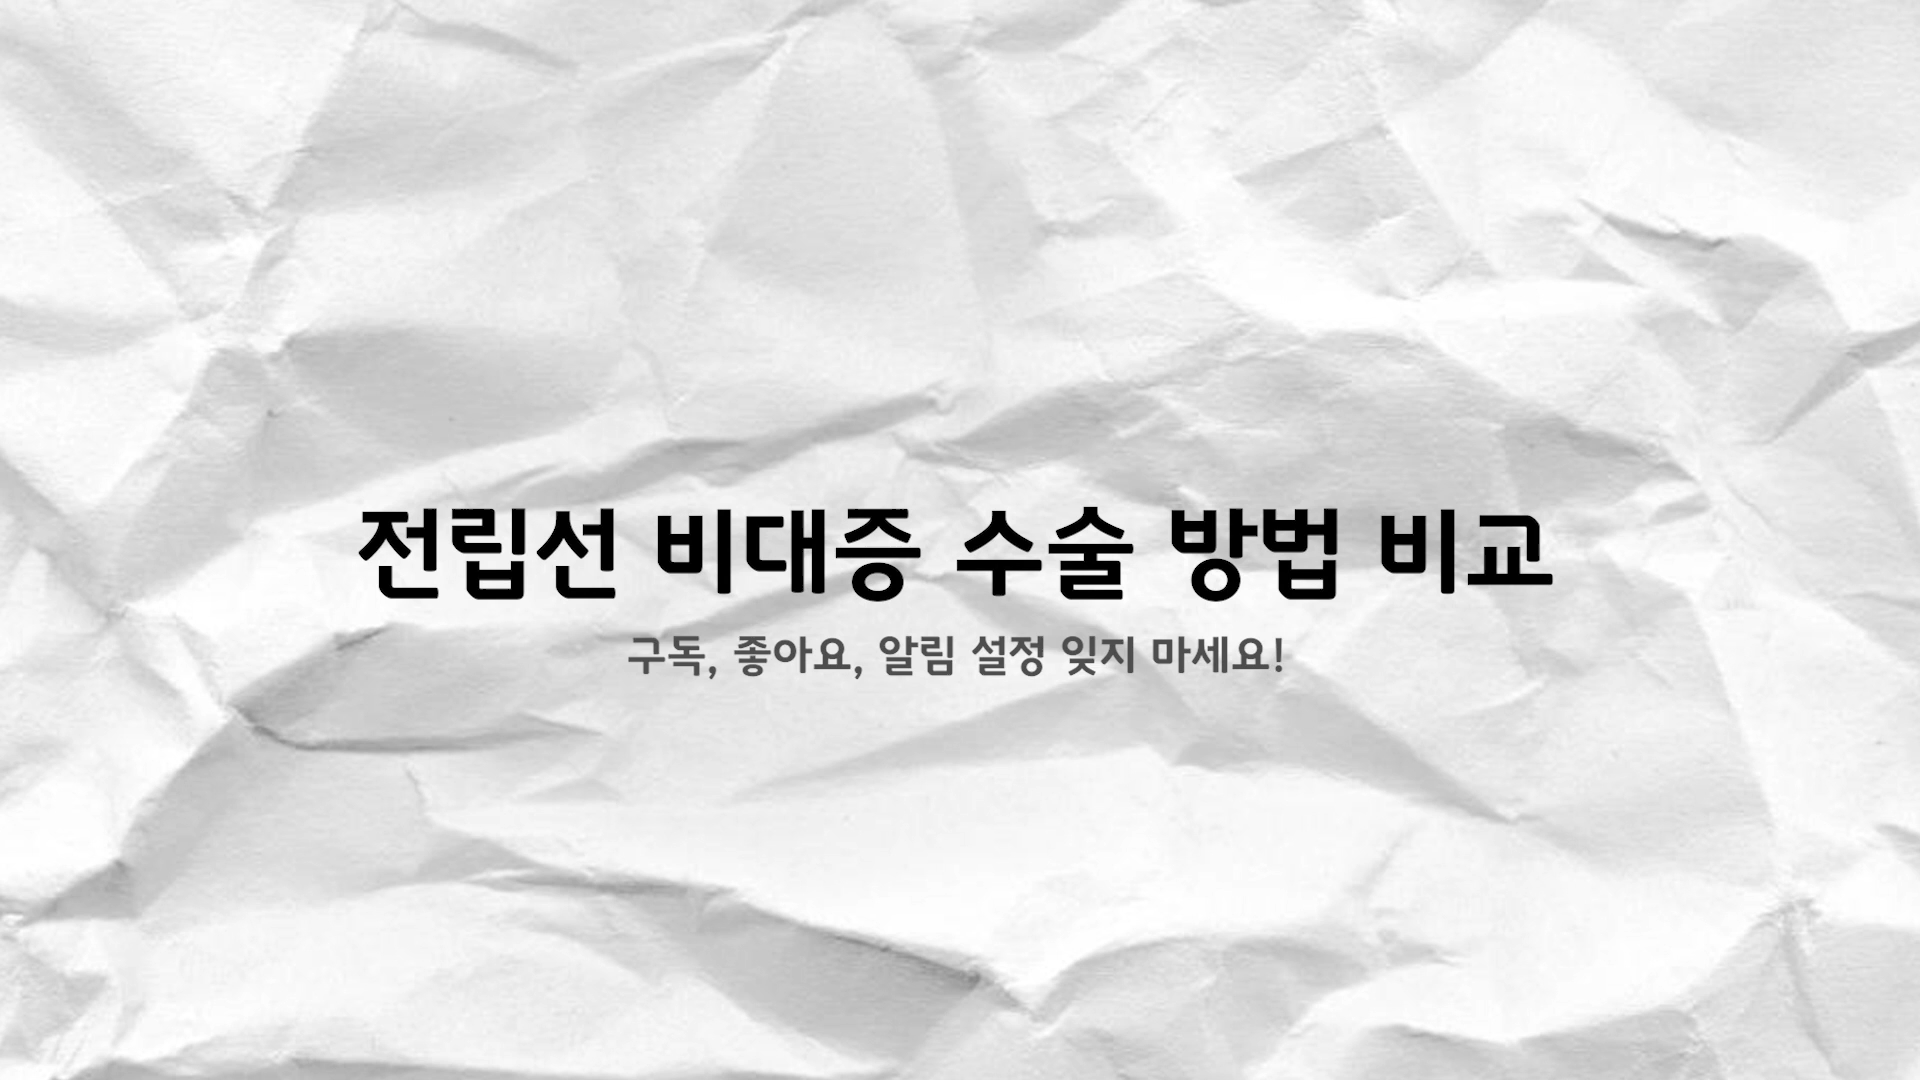 전립선 비대증 수술 방법 비교
구독, 좋아요, 알림 설정 잊지 마세요!